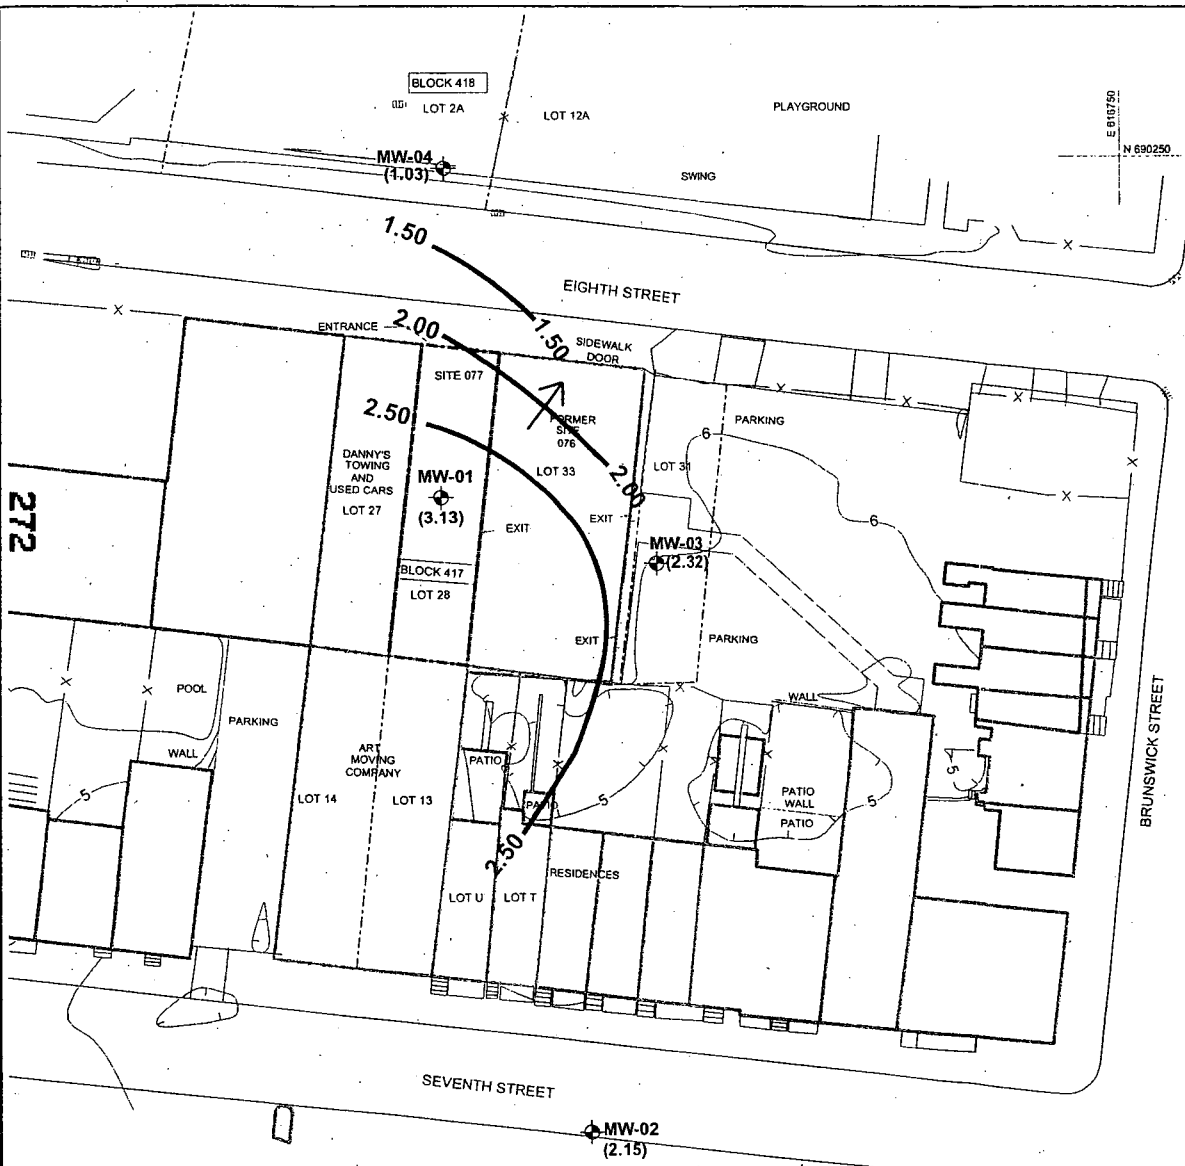 BLOCK 418
LOT 2A
LOT 12A
PLAYGROUND
E 616750
N 690250
MW-04
(1.03)
SWING
1.50
EIGHTH STREET
ENTRANCE
2.00
1.50
SIDEWALK
DOOR
SITE 077
2.50
FORMER
SITE
076
PARKING
6
DANNY'S
TOWING
AND
USED CARS
LOT 27
MW-01
(3.13)
LOT 33
LOT 31
2.00
272
EXIT
EXIT
6
MW-03
(2.32)
BLOCK 417
LOT 28
EXIT
PARKING
POOL
PARKING
WALL
WALL
BRUNSWICK STREET
ART
MOVING
COMPANY
PATIO
5
LOT 14
LOT 13
5
PATIO
5
PATIO
WALL
PATIO
5
2.50
RESIDENCES
LOT U
LOT T
SEVENTH STREET
MW-02
(2.15)